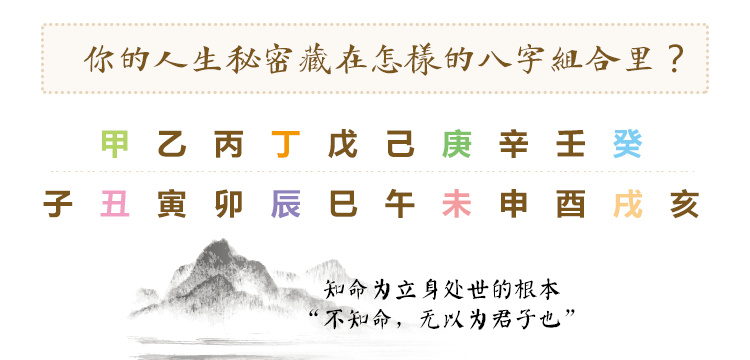 你的人生秘密藏在怎樣的八字組合里？
甲 乙 丙 丁 戊 己 庚 辛 壬 癸
子 丑 寅 卯 辰 巳 午 未 申 酉 戌 亥
知命为立身处世的根本
“不知命，无以为君子也”